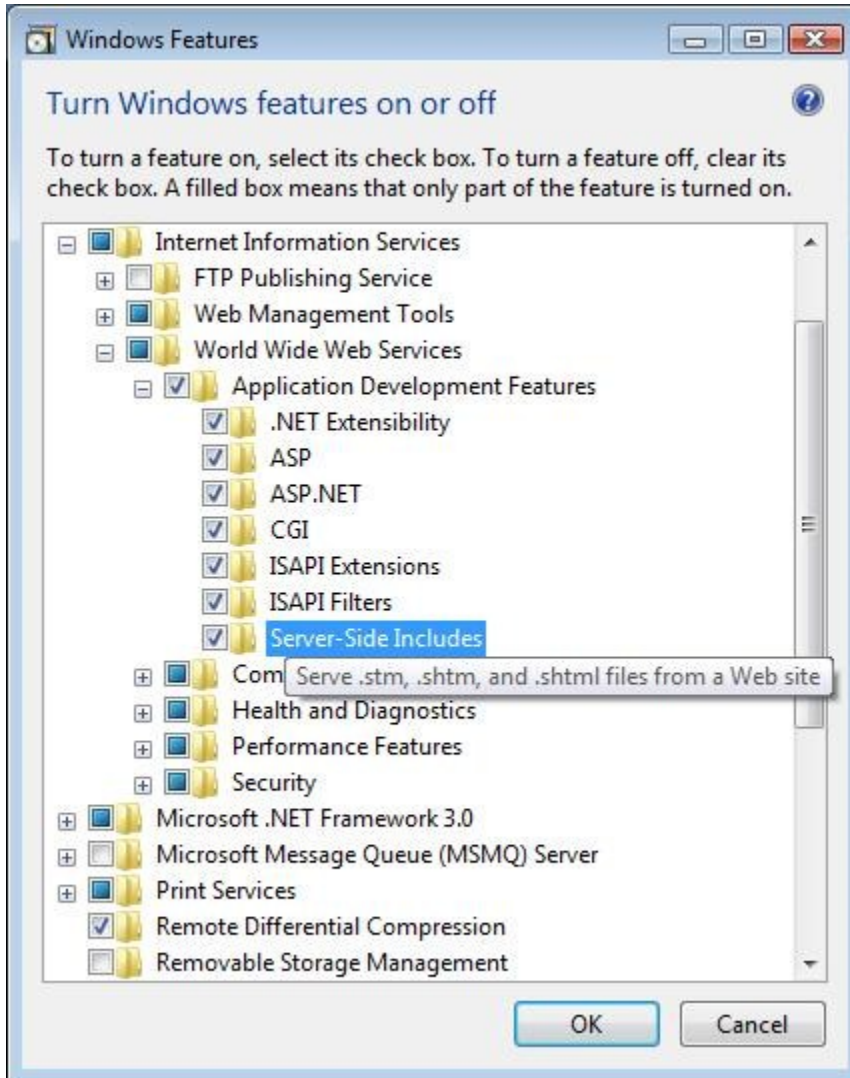 Windows Features
Turn Windows features on or off
To turn a feature on, select its check box. To turn a feature off, clear its
check box. A filled box means that only part of the feature is turned on.
Internet Information Services
FTP Publishing Service
Web Management Tools
World Wide Web Services
Application Development Features
.NET Extensibility
ASP
ASP.NET
CGI
ISAPI Extensions
ISAPI Filters
Server-Side Includes
Com Serve .stm, .shtm, and .shtml files from a Web site
Health and Diagnostics
Performance Features
Security
Microsoft .NET Framework 3.0
Microsoft Message Queue (MSMQ) Server
Print Services
Remote Differential Compression
Removable Storage Management
OK Cancel